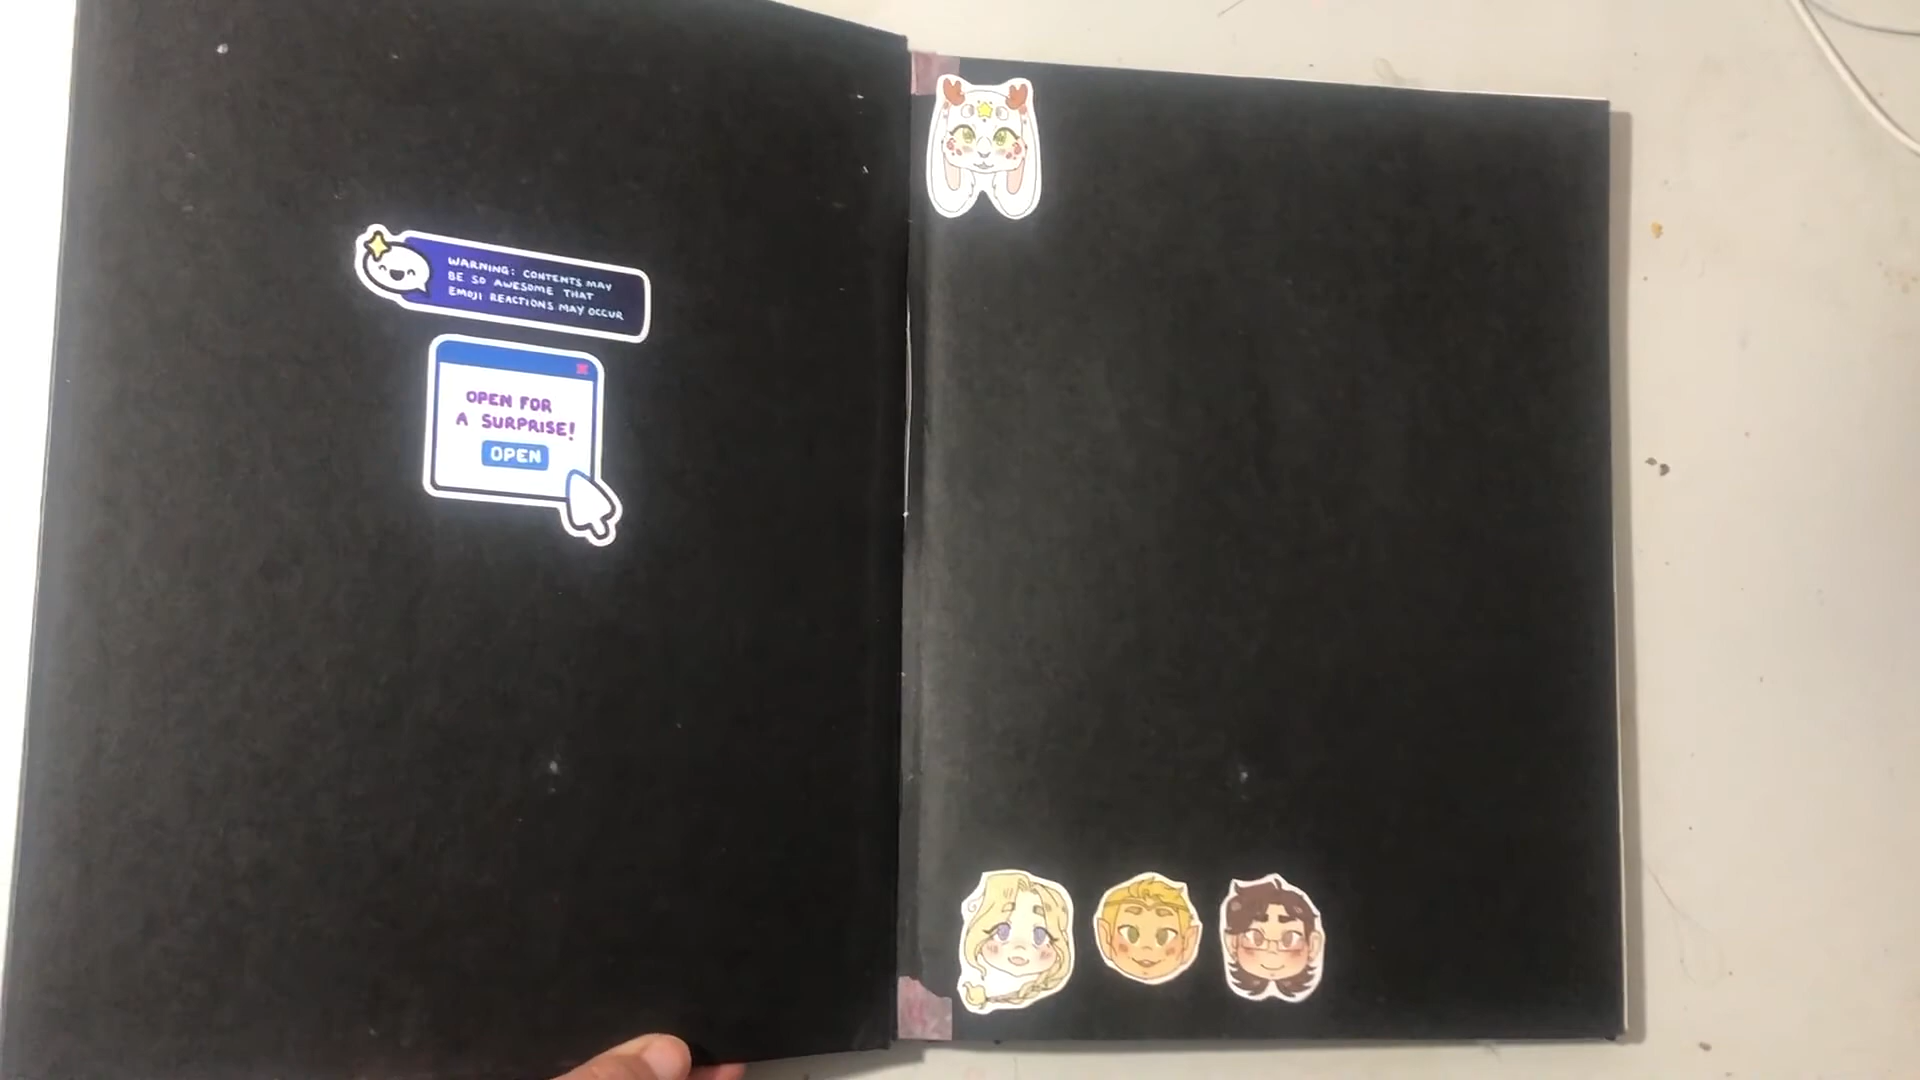 WARNING: CONTENTS MAY
BE SO AWESOME THAT
EMOJI REACTIONS MAY OCCUR
OPEN FOR
A SURPRISE!
OPEN